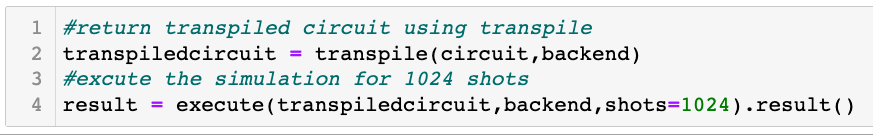 1 #return transpiled circuit using transpile
2 transpiledcircuit = transpile(circuit,backend)
3 #excute the simulation for 1024 shots
4 result = execute(transpiledcircuit,backend,shots=1024).result()